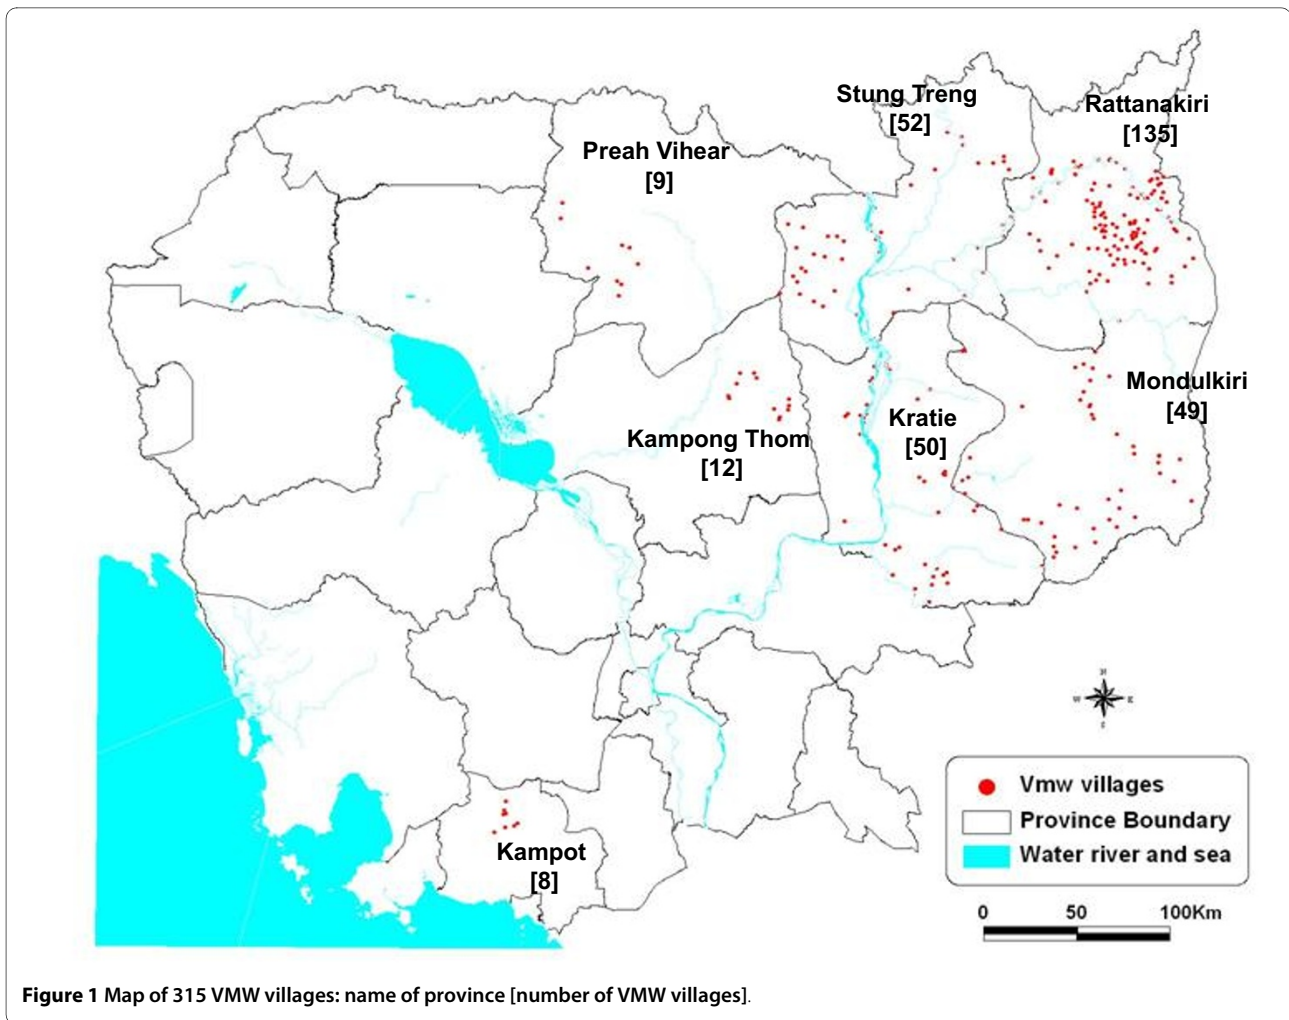 Stung Treng
[52]
Rattanakiri
[135]
Preah Vihear
[9]
Mondulkiri
[49]
Kratie
[50]
Kampong Thom
[12]
N
W
E
S
Vmw villages
Province Boundary
Water river and sea
Kampot
[8]
0 50 100Km
Figure 1 Map of 315 VMW villages: name of province [number of VMW villages].